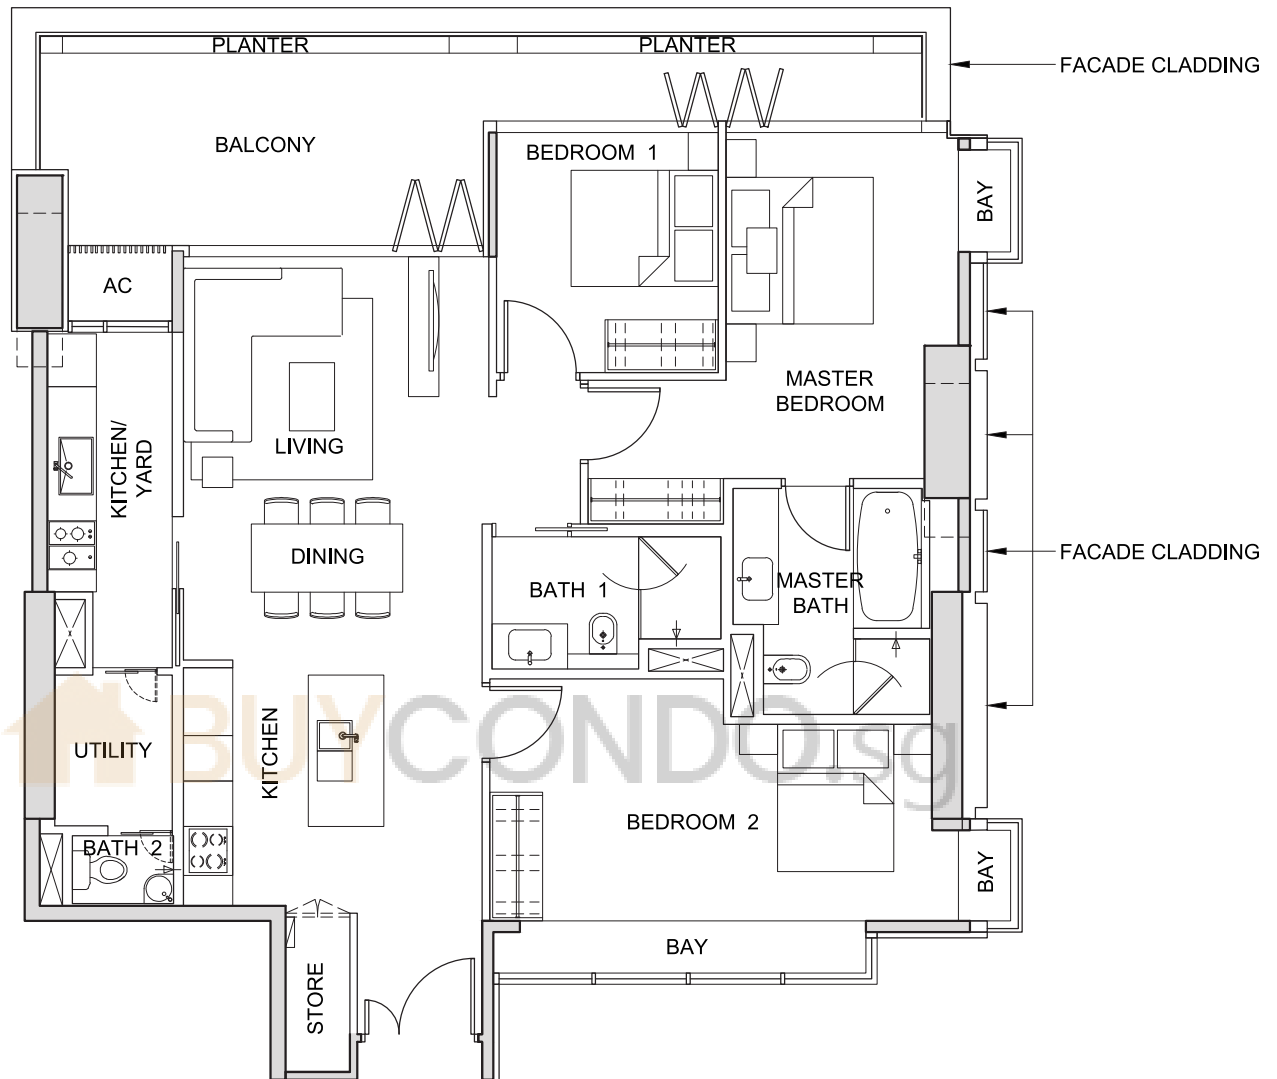 PLANTER
PLANTER
FACADE CLADDING
BALCONY
BEDROOM 1
BAY
AC
MASTER
BEDROOM
LIVING
KITCHEN/
YARD
DINING
FACADE CLADDING
BATH 1
MASTER
BATH
UTILITY
KITCHEN
BUYCONDO.sg
BEDROOM 2
BATH 2
BAY
BAY
STORE